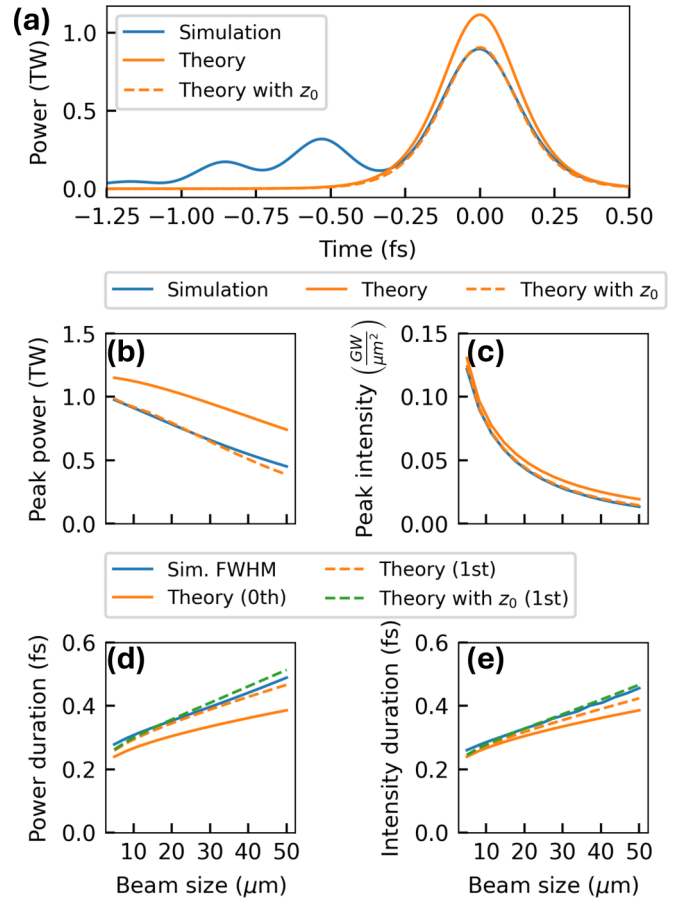 (a)
Power (TW)
1.0
0.5
0.0
Simulation
Theory
Theory with z₀
−1.25 −1.00 −0.75 −0.50 −0.25 0.00 0.25 0.50
Time (fs)
Simulation Theory Theory with z₀
(b)
Peak power (TW)
1.5
1.0
0.5
0.0
(c)
Peak intensity (GW/μm²)
0.15
0.10
0.05
0.00
Sim. FWHM Theory (1st)
Theory (0th) Theory with z₀ (1st)
(d)
Power duration (fs)
0.6
0.4
0.2
0.0
10 20 30 40 50
Beam size (μm)
(e)
Intensity duration (fs)
0.6
0.4
0.2
0.0
10 20 30 40 50
Beam size (μm)